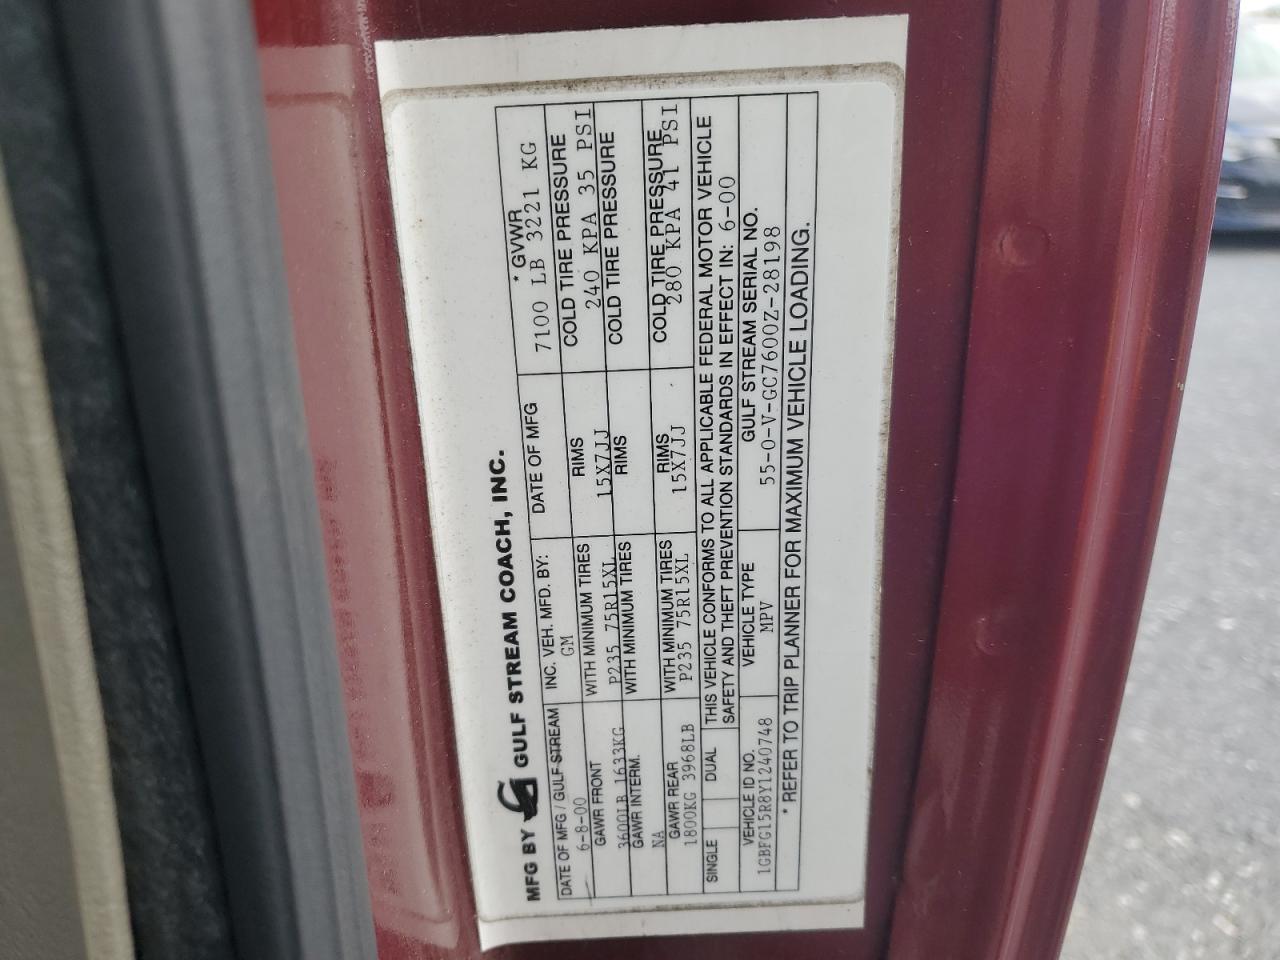 MFG BY GULF STREAM COACH, INC.
DATE OF MFG / GULF STREAM INC. VEH. MFD. BY: DATE OF MFG * GVWR
6-8-00 GM 7100 LB 3221 KG
GAWR FRONT WITH MINIMUM TIRES RIMS COLD TIRE PRESSURE
3600LB 1633KG P235 75R15XL 15X7JJ 240 KPA 35 PSI
GAWR INTERM. WITH MINIMUM TIRES RIMS COLD TIRE PRESSURE
NA
GAWR REAR WITH MINIMUM TIRES RIMS COLD TIRE PRESSURE
1800KG 3968LB P235 75R15XL 15X7JJ 280 KPA 41 PSI
SINGLE DUAL THIS VEHICLE CONFORMS TO ALL APPLICABLE FEDERAL MOTOR VEHICLE
SAFETY AND THEFT PREVENTION STANDARDS IN EFFECT IN: 6-00
VEHICLE ID NO. VEHICLE TYPE GULF STREAM SERIAL NO.
1GBFG15R8Y1240748 MPV 55-0-V-GC7600Z-28198
* REFER TO TRIP PLANNER FOR MAXIMUM VEHICLE LOADING.